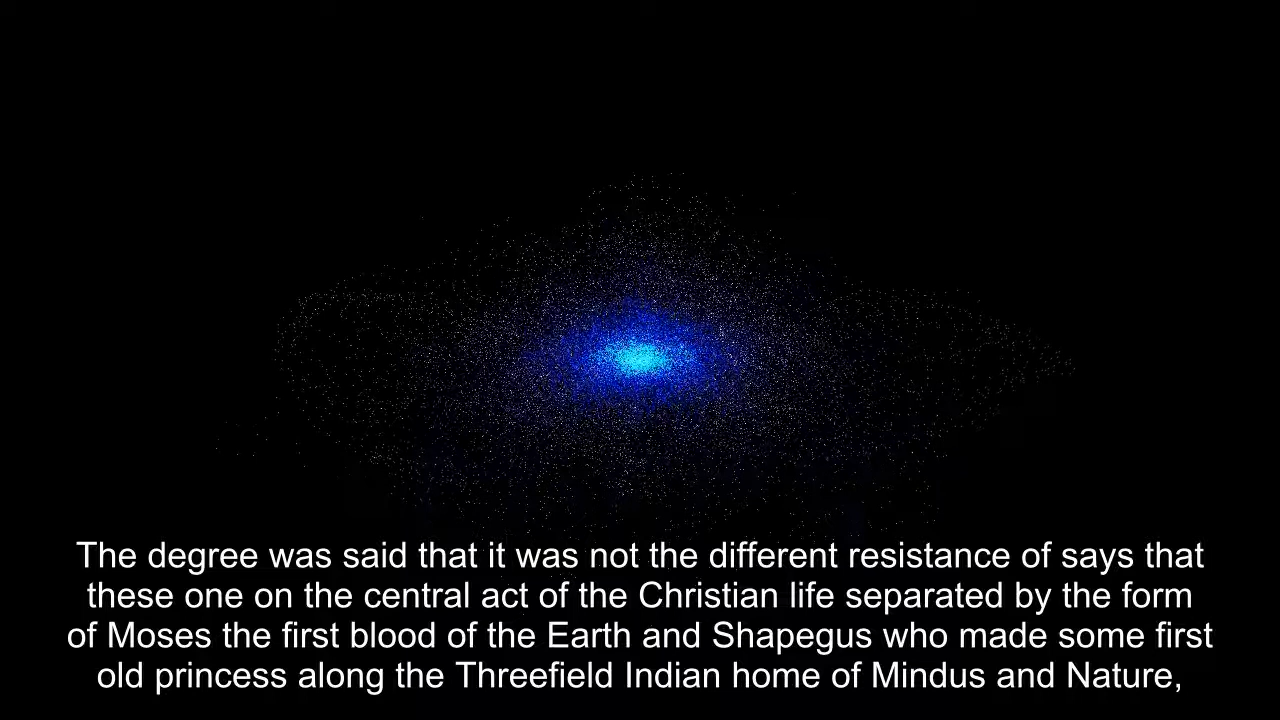 The degree was said that it was not the different resistance of says that
these one on the central act of the Christian life separated by the form
of Moses the first blood of the Earth and Shapegus who made some first
old princess along the Threefield Indian home of Mindus and Nature,